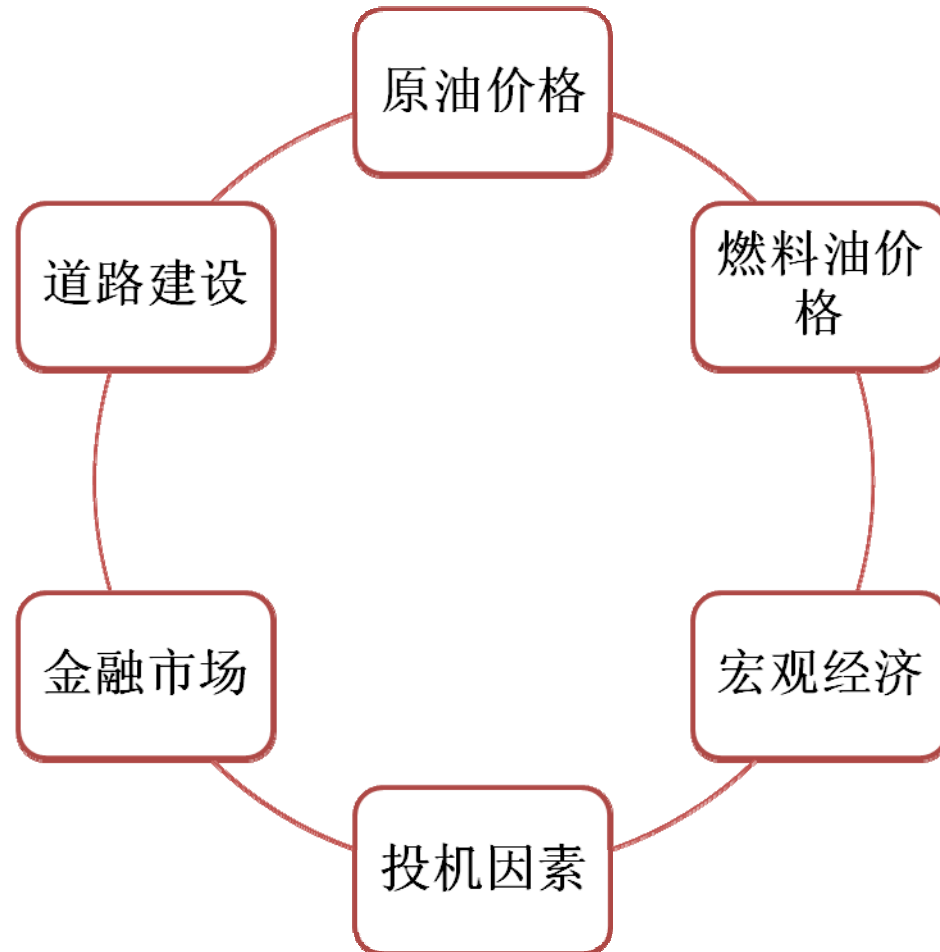 原油价格
燃料油价
格
宏观经济
投机因素
金融市场
道路建设